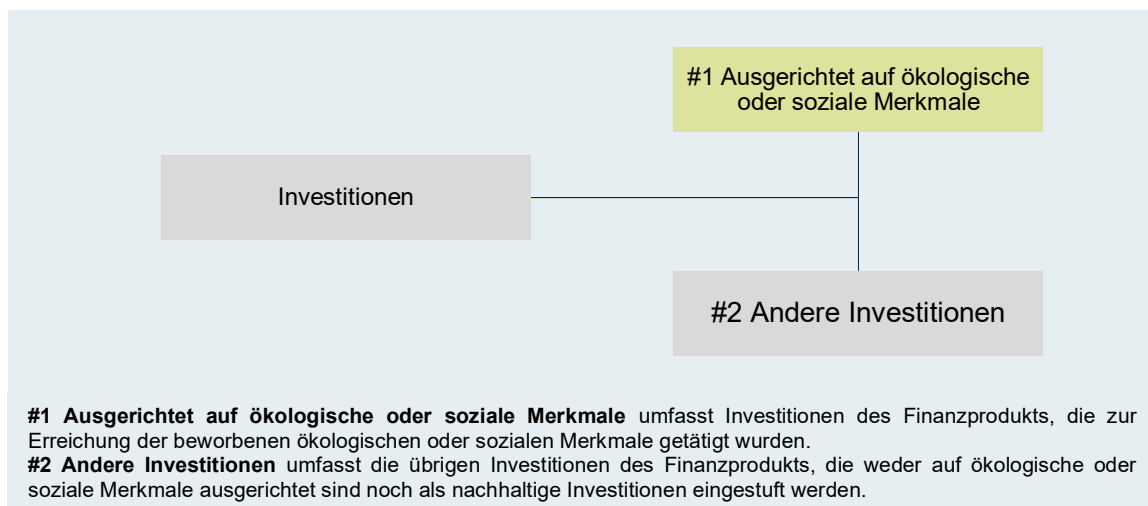 #1 Ausgerichtet auf ökologische
oder soziale Merkmale
Investitionen
#2 Andere Investitionen
#1 Ausgerichtet auf ökologische oder soziale Merkmale umfasst Investitionen des Finanzprodukts, die zur
Erreichung der beworbenen ökologischen oder sozialen Merkmale getätigt wurden.
#2 Andere Investitionen umfasst die übrigen Investitionen des Finanzprodukts, die weder auf ökologische oder
soziale Merkmale ausgerichtet sind noch als nachhaltige Investitionen eingestuft werden.